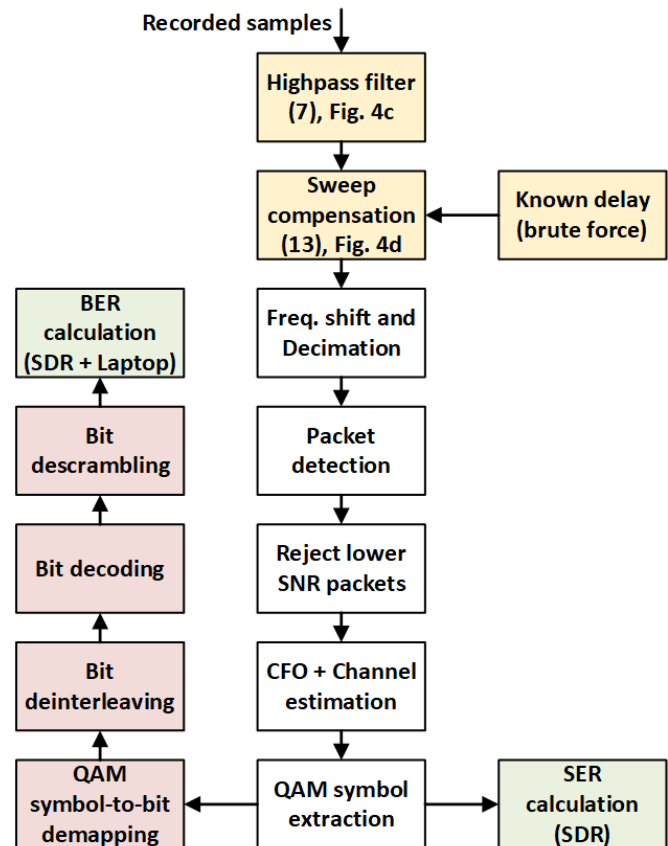 Recorded samples
Highpass filter
(7), Fig. 4c
Sweep
compensation
(13), Fig. 4d
Known delay
(brute force)
Freq. shift and
Decimation
Packet
detection
Reject lower
SNR packets
CFO + Channel
estimation
QAM symbol
extraction
SER
calculation
(SDR)
QAM
symbol-to-bit
demapping
Bit
deinterleaving
Bit decoding
Bit
descrambling
BER
calculation
(SDR + Laptop)